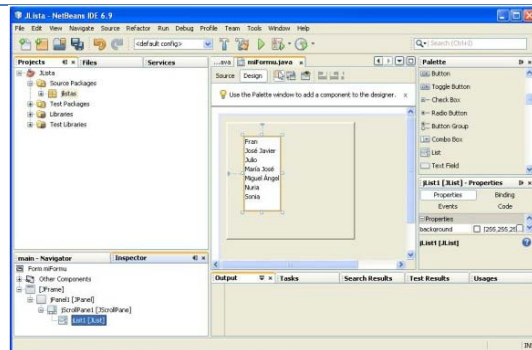 JLista - NetBeans IDE 6.9
File Edit View Navigate Source Refactor Run Debug Profile Team Tools Window Help
<default config>
Search (Ctrl+I)
Projects Files Services
JLista
Source Packages
jlistas
Test Packages
Libraries
Test Libraries
...ava miFormu.java
Source Design
Use the Palette window to add a component to the designer.
Fran
José Javier
Julio
María José
Miguel Ángel
Nuria
Sonia
Palette
Button
Toggle Button
Check Box
Radio Button
Button Group
Combo Box
List
Text Field
jList1 [JList] - Properties
Properties Binding
Events Code
Properties
background [255,255,25
jList1 [JList]
main - Navigator Inspector
Form miFormu
Other Components
[JFrame]
jPanel1 [JPanel]
jScrollPane1 [JScrollPane]
jList1 [JList]
Output Tasks Search Results Test Results Usages
INS